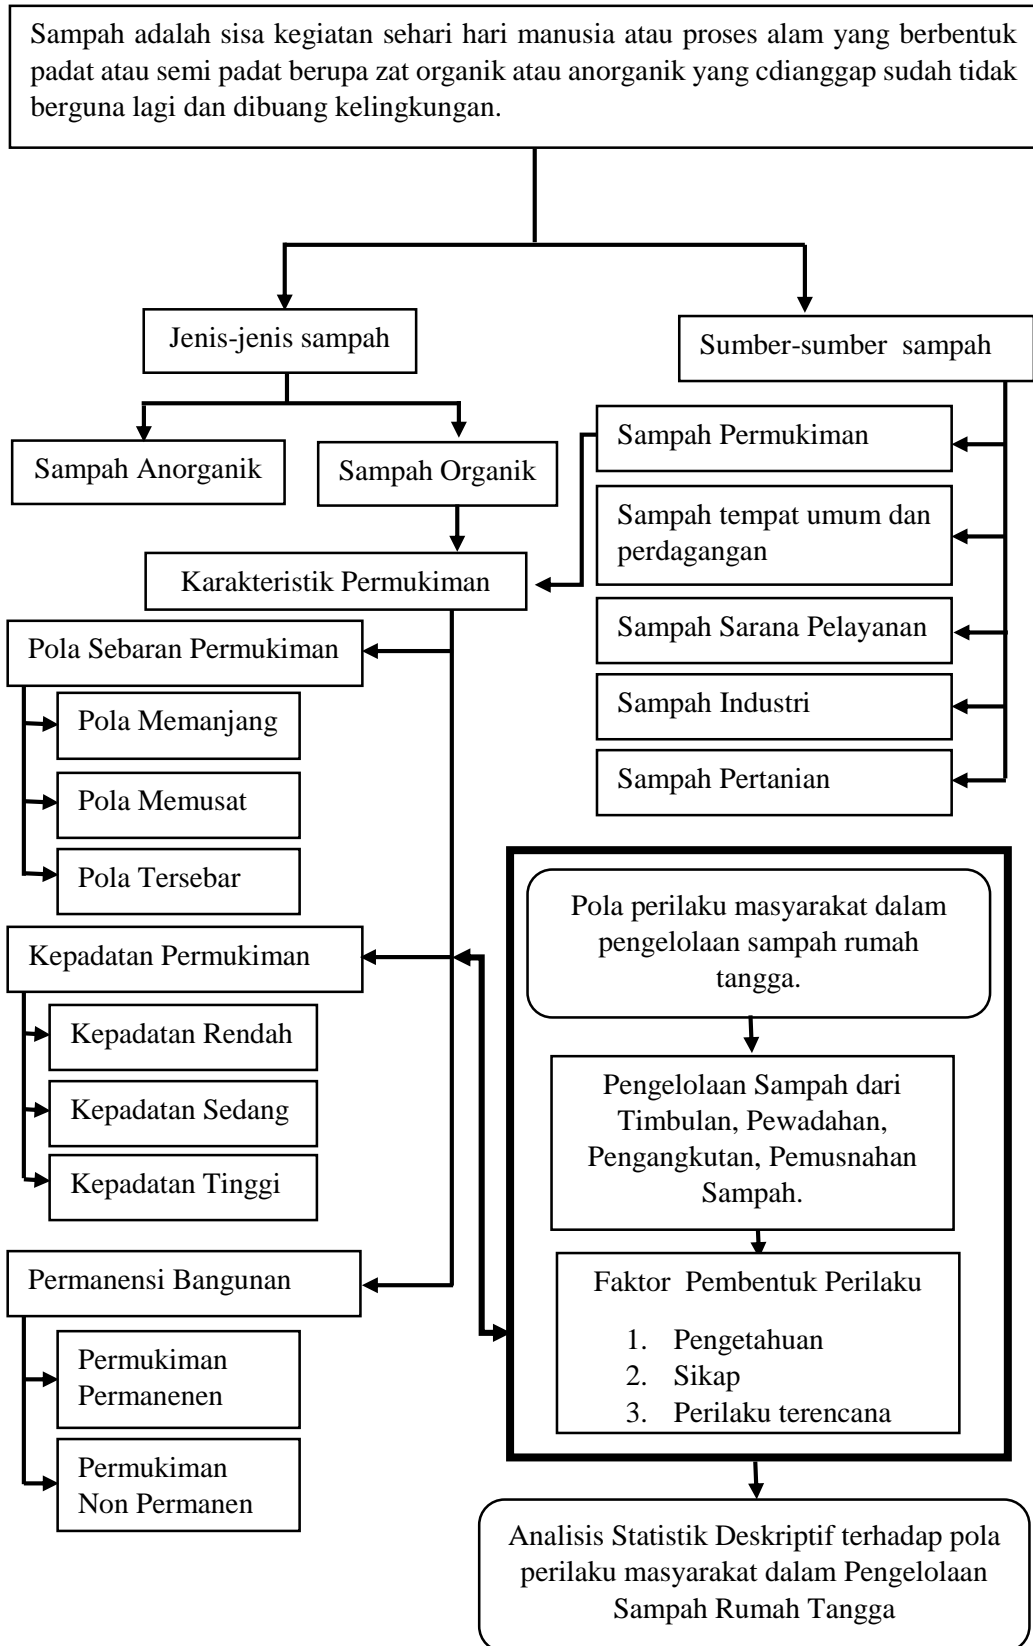 Sampah adalah sisa kegiatan sehari hari manusia atau proses alam yang berbentuk
padat atau semi padat berupa zat organik atau anorganik yang cdianggap sudah tidak
berguna lagi dan dibuang kelingkungan.
Jenis-jenis sampah
Sumber-sumber sampah
Sampah Anorganik
Sampah Organik
Sampah Permukiman
Sampah tempat umum dan
perdagangan
Sampah Sarana Pelayanan
Sampah Industri
Sampah Pertanian
Karakteristik Permukiman
Pola Sebaran Permukiman
Pola Memanjang
Pola Memusat
Pola Tersebar
Kepadatan Permukiman
Kepadatan Rendah
Kepadatan Sedang
Kepadatan Tinggi
Permanensi Bangunan
Permukiman
Permanenen
Permukiman
Non Permanen
Pola perilaku masyarakat dalam
pengelolaan sampah rumah
tangga.
Pengelolaan Sampah dari
Timbulan, Pewadahan,
Pengangkutan, Pemusnahan
Sampah.
Faktor Pembentuk Perilaku
1. Pengetahuan
2. Sikap
3. Perilaku terencana
Analisis Statistik Deskriptif terhadap pola
perilaku masyarakat dalam Pengelolaan
Sampah Rumah Tangga